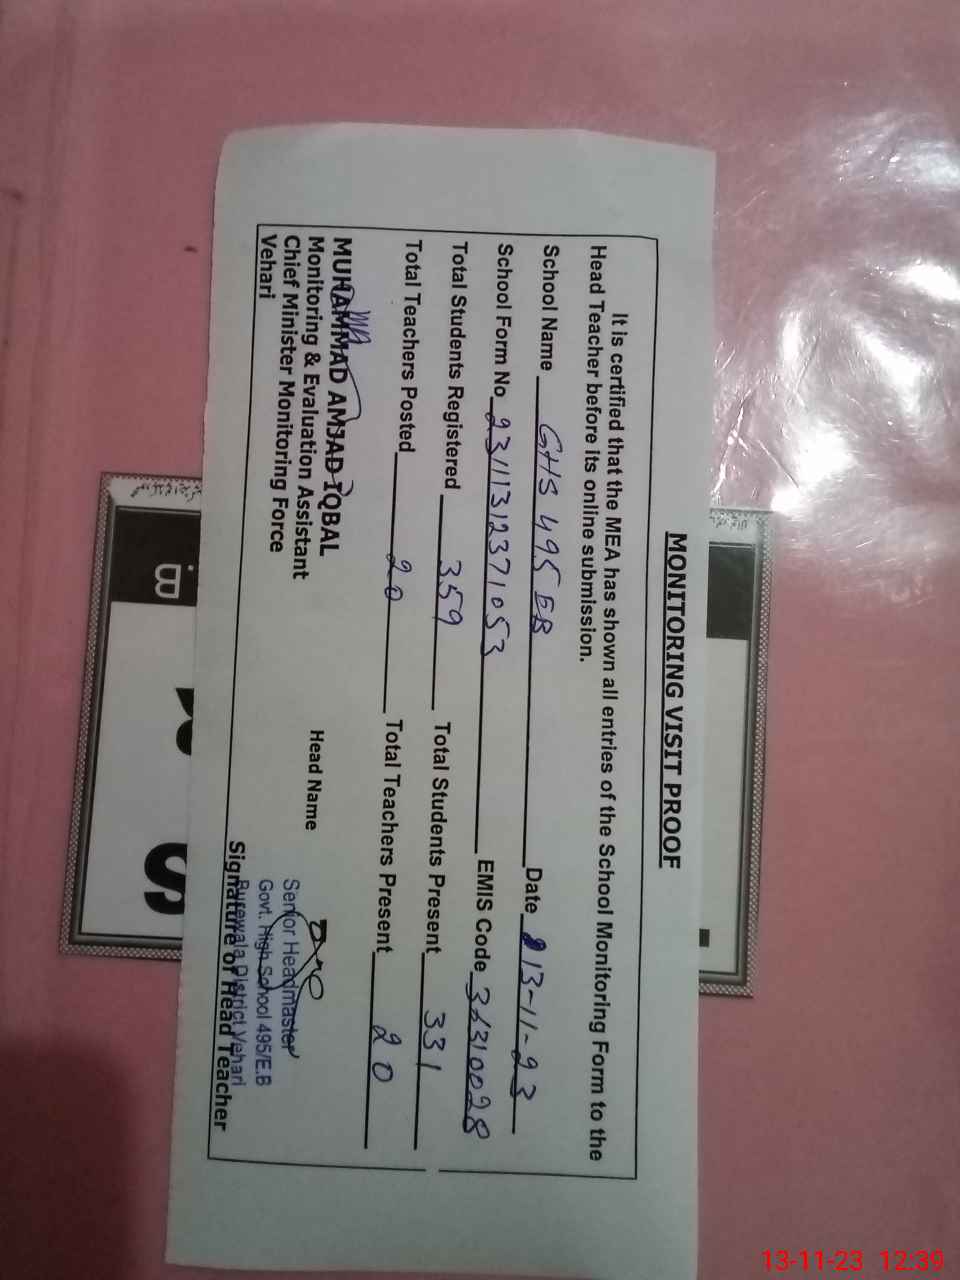 MONITORING VISIT PROOF
It is certified that the MEA has shown all entries of the School Monitoring Form to the
Head Teacher before its online submission.
School Name GHS 495 EB Date 13-11-23
School Form No 23111312371053 EMIS Code 36310028
Total Students Registered 359 Total Students Present 331
Total Teachers Posted 20 Total Teachers Present 20
MUHAMMAD AMJAD IQBAL
Monitoring & Evaluation Assistant
Chief Minister Monitoring Force
Vehari
Head Name
Senior Headmaster
Govt. High School 495/E.B
Burewala District Vehari
Signature of Head Teacher
13-11-23 12:39